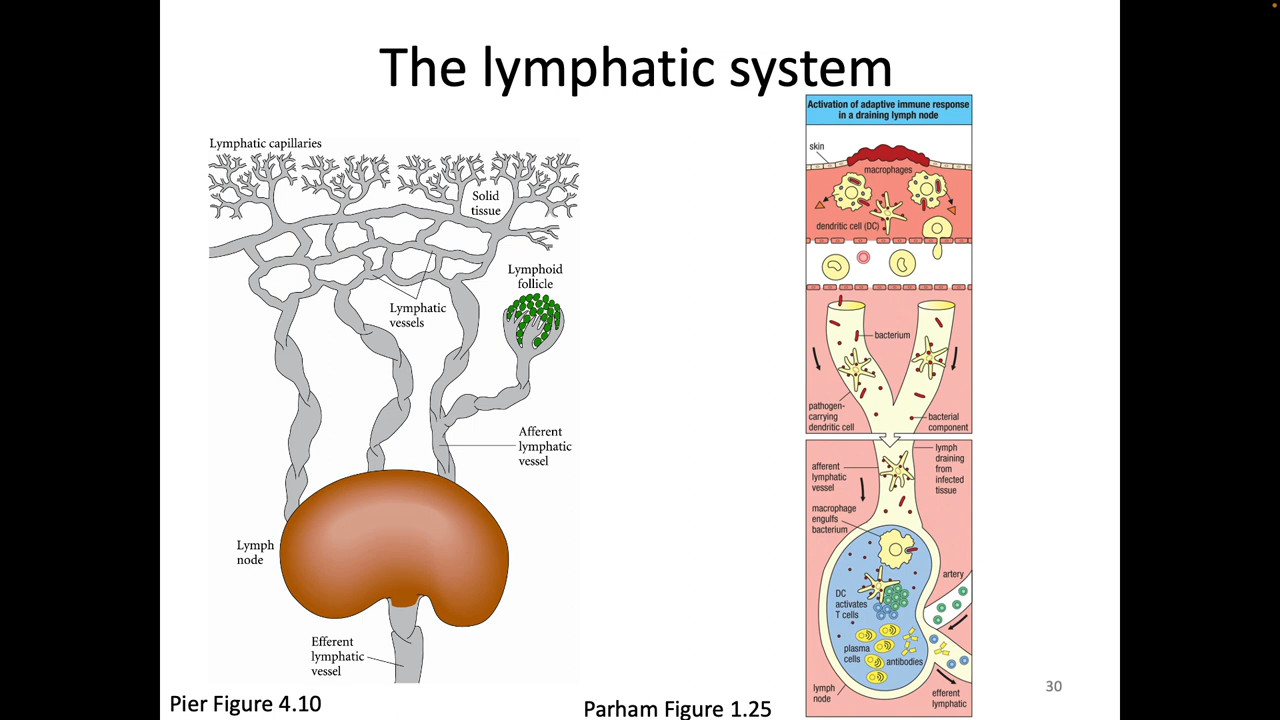 The lymphatic system
Lymphatic capillaries
Solid
tissue
Lymphoid
follicle
Lymphatic
vessels
Afferent
lymphatic
vessel
Lymph
node
Efferent
lymphatic
vessel
Pier Figure 4.10
Activation of adaptive immune response
in a draining lymph node
skin
macrophages
dendritic cell (DC)
bacterium
pathogen-
carrying
dendritic cell
bacterial
component
afferent
lymphatic
vessel
lymph
draining
from
infected
tissue
macrophage
engulfs
bacterium
artery
DC
activates
T cells
plasma
cells
antibodies
lymph
node
efferent
lymphatic
Parham Figure 1.25
30